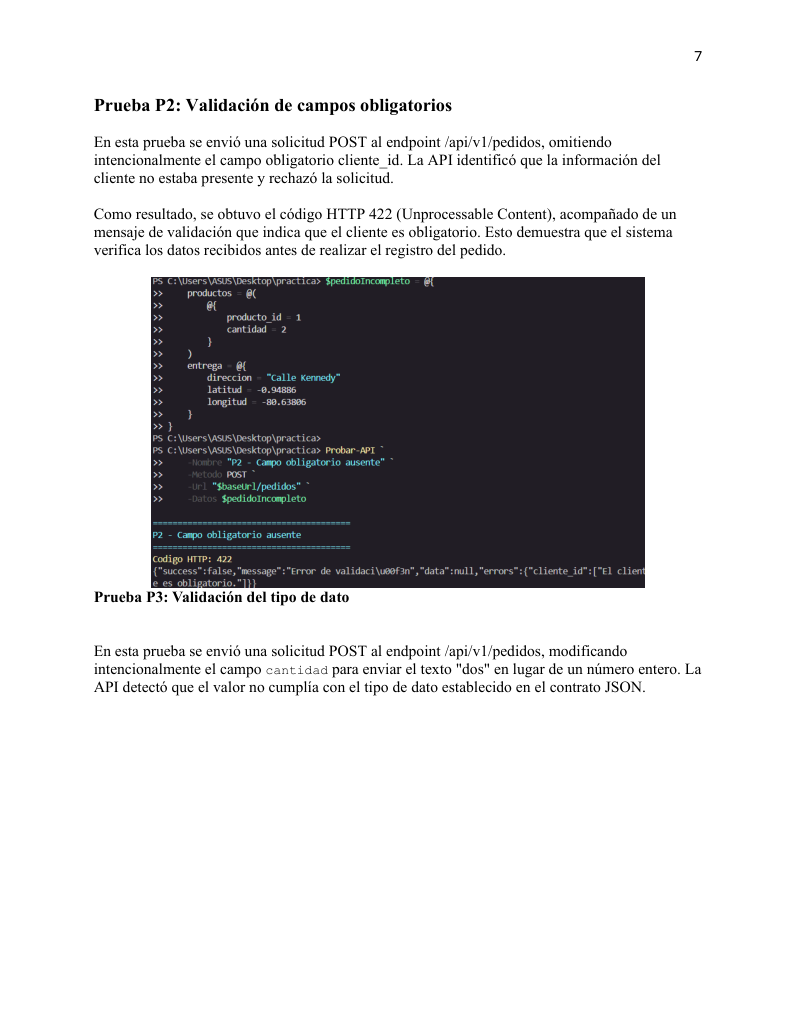 7
Prueba P2: Validación de campos obligatorios
En esta prueba se envió una solicitud POST al endpoint /api/v1/pedidos, omitiendo
intencionalmente el campo obligatorio cliente_id. La API identificó que la información del
cliente no estaba presente y rechazó la solicitud.
Como resultado, se obtuvo el código HTTP 422 (Unprocessable Content), acompañado de un
mensaje de validación que indica que el cliente es obligatorio. Esto demuestra que el sistema
verifica los datos recibidos antes de realizar el registro del pedido.
PS C:\Users\ASUS\Desktop\practica> $pedidoIncompleto = @{
>>     productos = @(
>>         @{
>>             producto_id = 1
>>             cantidad = 2
>>         }
>>     )
>>     entrega = @{
>>         direccion = "Calle Kennedy"
>>         latitud = -0.94886
>>         longitud = -80.63806
>>     }
>> }
PS C:\Users\ASUS\Desktop\practica>
PS C:\Users\ASUS\Desktop\practica> Probar-API `
>>     -Nombre "P2 - Campo obligatorio ausente" `
>>     -Metodo POST `
>>     -Url "$baseUrl/pedidos" `
>>     -Datos $pedidoIncompleto
========================================
P2 - Campo obligatorio ausente
========================================
Codigo HTTP: 422
{"success":false,"message":"Error de validaci\u00f3n","data":null,"errors":{"cliente_id":["El client
e es obligatorio."]}}
Prueba P3: Validación del tipo de dato
En esta prueba se envió una solicitud POST al endpoint /api/v1/pedidos, modificando
intencionalmente el campo cantidad para enviar el texto "dos" en lugar de un número entero. La
API detectó que el valor no cumplía con el tipo de dato establecido en el contrato JSON.